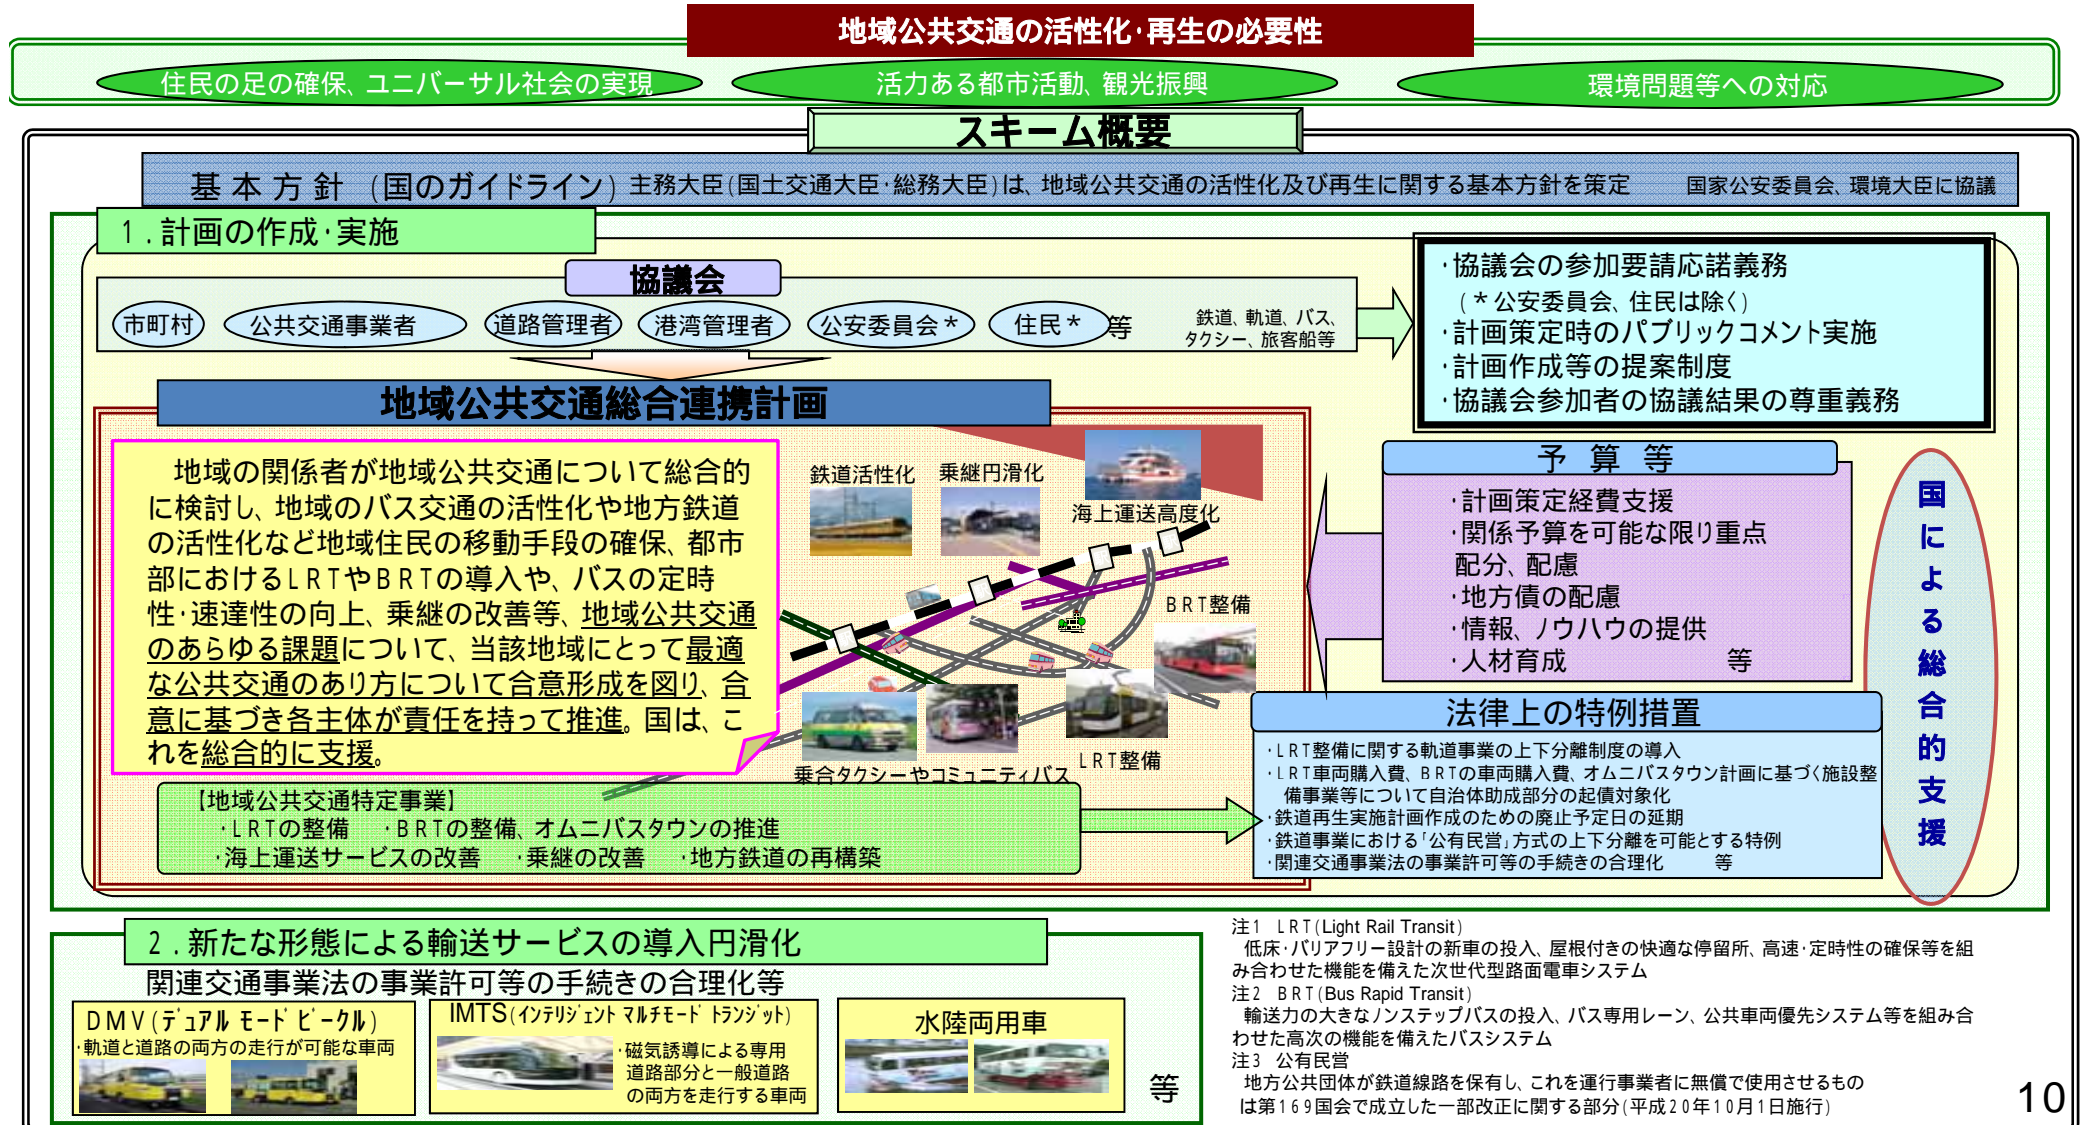 地域公共交通の活性化・再生の必要性
住民の足の確保、ユニバーサル社会の実現
活力ある都市活動、観光振興
環境問題等への対応
スキーム概要
基本方針 (国のガイドライン) 主務大臣(国土交通大臣・総務大臣)は、地域公共交通の活性化及び再生に関する基本方針を策定 国家公安委員会、環境大臣に協議
1.計画の作成・実施
協議会
市町村 公共交通事業者 道路管理者 港湾管理者 公安委員会* 住民* 等
鉄道、軌道、バス、
タクシー、旅客船等
・協議会の参加要請応諾義務
(*公安委員会、住民は除く)
・計画策定時のパブリックコメント実施
・計画作成等の提案制度
・協議会参加者の協議結果の尊重義務
地域公共交通総合連携計画
地域の関係者が地域公共交通について総合的
に検討し、地域のバス交通の活性化や地方鉄道
の活性化など地域住民の移動手段の確保、都市
部におけるLRTやBRTの導入や、バスの定時
性・速達性の向上、乗継の改善等、地域公共交通
のあらゆる課題について、当該地域にとって最適
な公共交通のあり方について合意形成を図り、合
意に基づき各主体が責任を持って推進。国は、こ
れを総合的に支援。
鉄道活性化
乗継円滑化
海上運送高度化
BRT整備
LRT整備
乗合タクシーやコミュニティバス
【地域公共交通特定事業】
・LRTの整備 ・BRTの整備、オムニバスタウンの推進
・海上運送サービスの改善 ・乗継の改善 ・地方鉄道の再構築
予算等
・計画策定経費支援
・関係予算を可能な限り重点
配分、配慮
・地方債の配慮
・情報、ノウハウの提供
・人材育成 等
法律上の特例措置
・LRT整備に関する軌道事業の上下分離制度の導入
・LRT車両購入費、BRTの車両購入費、オムニバスタウン計画に基づく施設整
備事業等について自治体助成部分の起債対象化
・鉄道再生実施計画作成のための廃止予定日の延期
・鉄道事業における「公有民営」方式の上下分離を可能とする特例
・関連交通事業法の事業許可等の手続きの合理化 等
国による総合的支援
2.新たな形態による輸送サービスの導入円滑化
関連交通事業法の事業許可等の手続きの合理化等
DMV(ﾃﾞｭｱﾙ ﾓｰﾄﾞ ﾋﾞｰｸﾙ)
・軌道と道路の両方の走行が可能な車両
IMTS(ｲﾝﾃﾘｼﾞｪﾝﾄ ﾏﾙﾁﾓｰﾄﾞ ﾄﾗﾝｼﾞｯﾄ)
・磁気誘導による専用
道路部分と一般道路
の両方を走行する車両
水陸両用車
等
注1 LRT(Light Rail Transit)
低床・バリアフリー設計の新車の投入、屋根付きの快適な停留所、高速・定時性の確保等を組
み合わせた機能を備えた次世代型路面電車システム
注2 BRT(Bus Rapid Transit)
輸送力の大きなノンステップバスの投入、バス専用レーン、公共車両優先システム等を組み合
わせた高次の機能を備えたバスシステム
注3 公有民営
地方公共団体が鉄道線路を保有し、これを運行事業者に無償で使用させるもの
は第169国会で成立した一部改正に関する部分(平成20年10月1日施行)
10